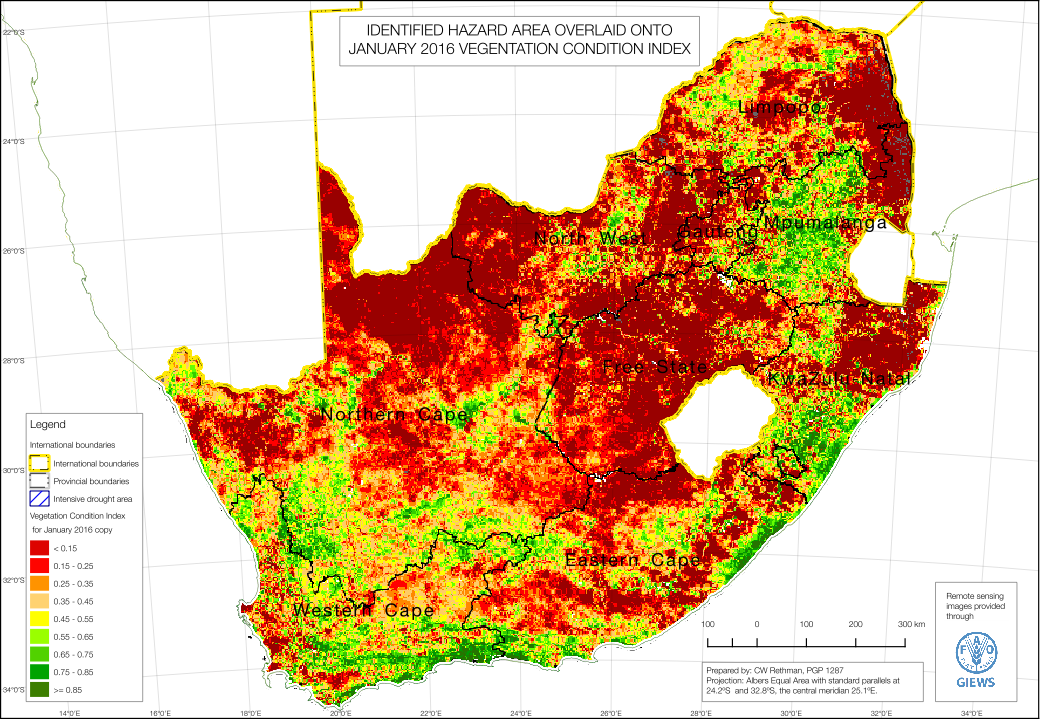 IDENTIFIED HAZARD AREA OVERLAID ONTO
JANUARY 2016 VEGENTATION CONDITION INDEX
22°0'S
24°0'S
26°0'S
28°0'S
30°0'S
32°0'S
34°0'S
Limpopo
Mpumalanga
Gauteng
North West
Free State
KwaZulu Natal
Northern Cape
Eastern Cape
Western Cape
Legend
International boundaries
International boundaries
Provincial boundaries
Intensive drought area
Vegetation Condition Index
for January 2016 copy
< 0.15
0.15 - 0.25
0.25 - 0.35
0.35 - 0.45
0.45 - 0.55
0.55 - 0.65
0.65 - 0.75
0.75 - 0.85
>= 0.85
100 0 100 200 300 km
Prepared by: CW Rethman, PGP 1287
Projection: Albers Equal Area with standard parallels at
24.2°S and 32.8°S, the central meridian 25.1°E.
Remote sensing
images provided
through
F A O
FIAT PANIS
GIEWS
14°0'E 16°0'E 18°0'E 20°0'E 22°0'E 24°0'E 26°0'E 28°0'E 30°0'E 32°0'E 34°0'E